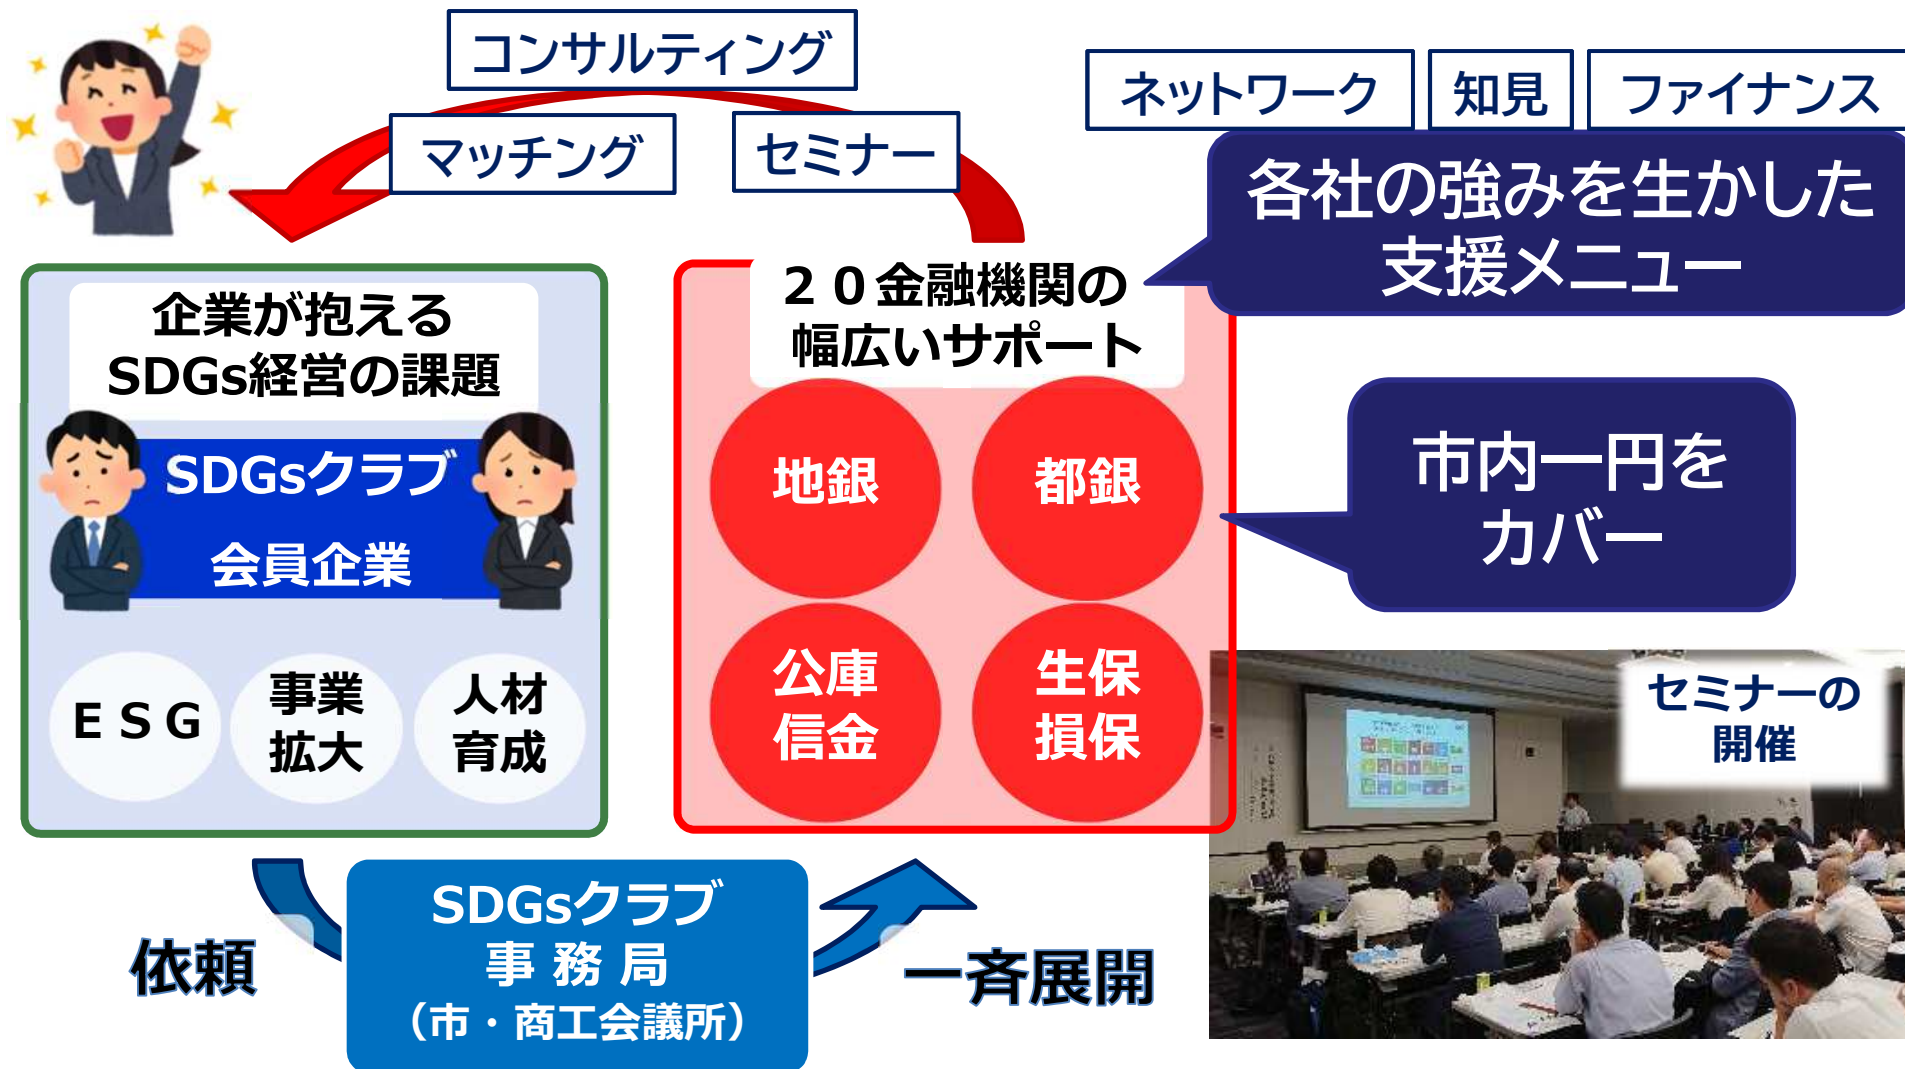 コンサルティング
マッチング
セミナー
ネットワーク
知見
ファイナンス
各社の強みを生かした
支援メニュー
企業が抱える
SDGs経営の課題
SDGsクラブ
会員企業
ESG
事業
拡大
人材
育成
20金融機関の
幅広いサポート
地銀
都銀
公庫
信金
生保
損保
市内一円を
カバー
セミナーの
開催
依頼
SDGsクラブ
事務局
(市・商工会議所)
一斉展開